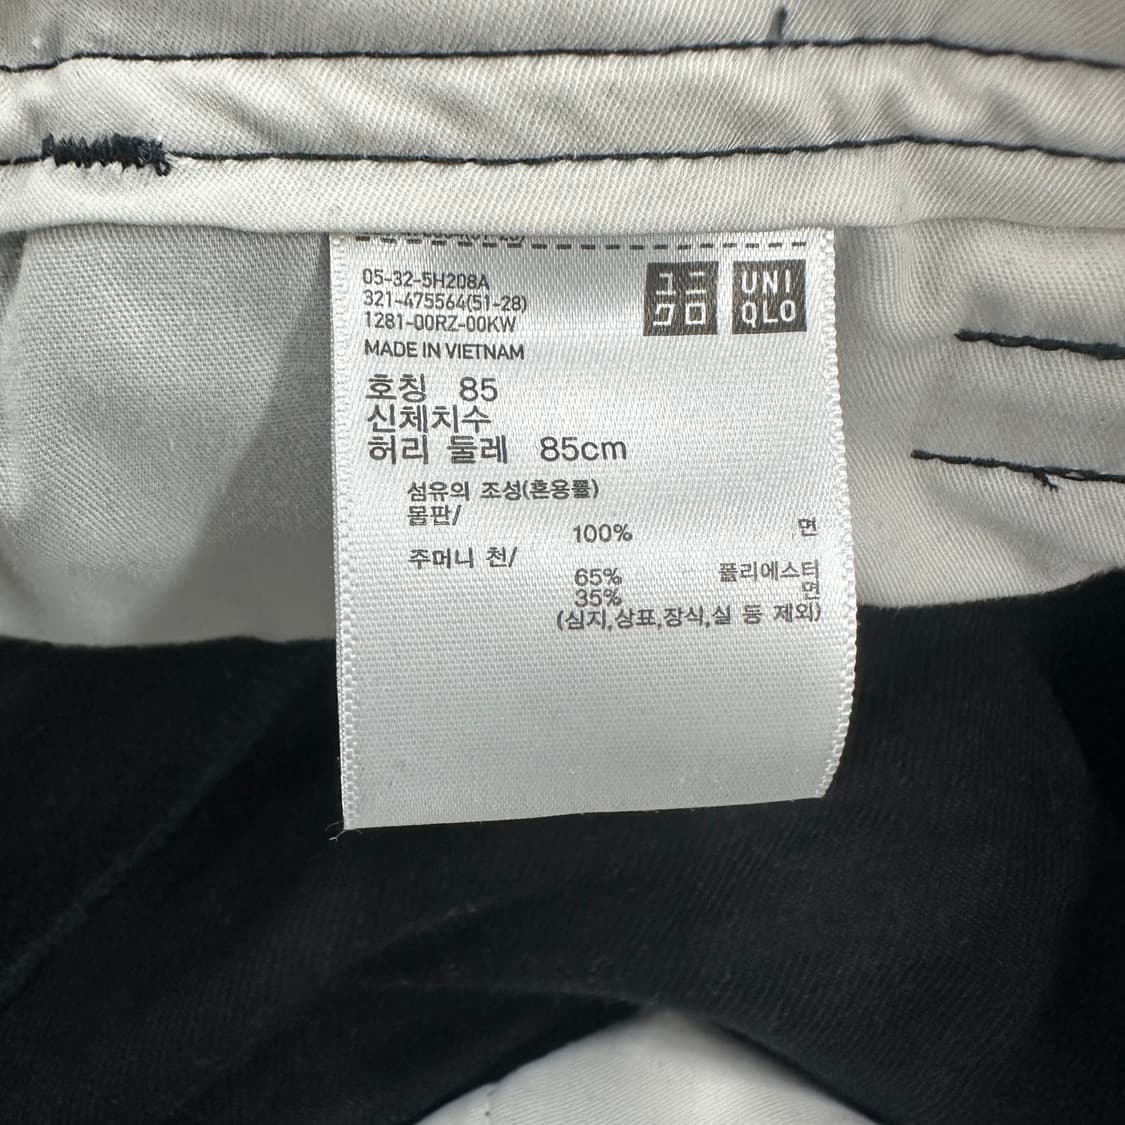 05-32-5H208A
321-475564(51-28)
1281-00RZ-00KW
MADE IN VIETNAM
ユニ
クロ
UNI
QLO
호칭 85
신체치수
허리 둘레 85cm
섬유의 조성(혼용률)
몸판/
100% 면
주머니 천/
65% 폴리에스터
35% 면
(심지,상표,장식,실 등 제외)